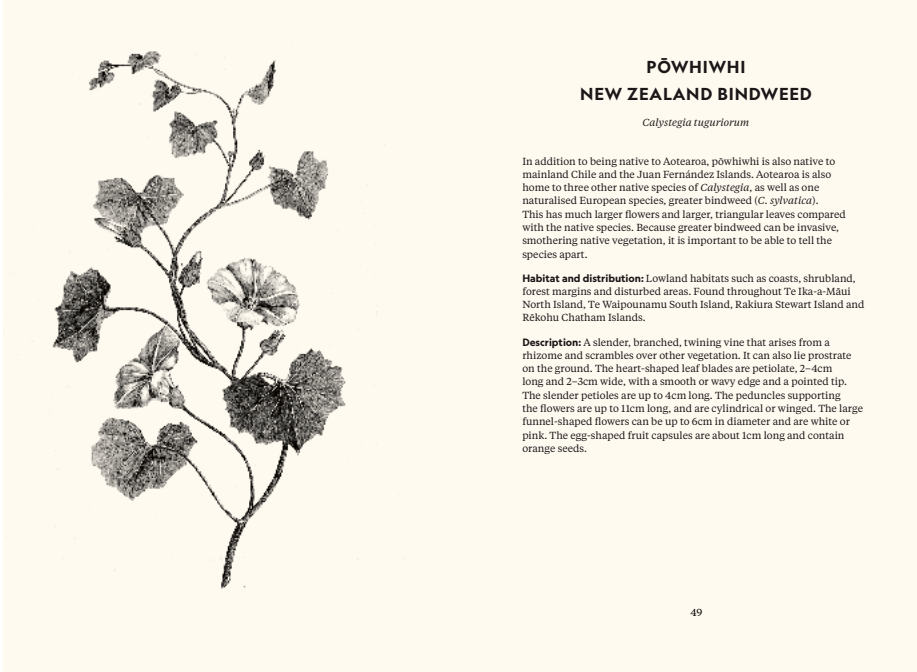 PŌWHIWHI
NEW ZEALAND BINDWEED
Calystegia tuguriorum
In addition to being native to Aotearoa, pōwhiwhi is also native to
mainland Chile and the Juan Fernández Islands. Aotearoa is also
home to three other native species of Calystegia, as well as one
naturalised European species, greater bindweed (C. sylvatica).
This has much larger flowers and larger, triangular leaves compared
with the native species. Because greater bindweed can be invasive,
smothering native vegetation, it is important to be able to tell the
species apart.
Habitat and distribution: Lowland habitats such as coasts, shrubland,
forest margins and disturbed areas. Found throughout Te Ika-a-Māui
North Island, Te Waipounamu South Island, Rakiura Stewart Island and
Rēkohu Chatham Islands.
Description: A slender, branched, twining vine that arises from a
rhizome and scrambles over other vegetation. It can also lie prostrate
on the ground. The heart-shaped leaf blades are petiolate, 2–4cm
long and 2–3cm wide, with a smooth or wavy edge and a pointed tip.
The slender petioles are up to 4cm long. The peduncles supporting
the flowers are up to 11cm long, and are cylindrical or winged. The large
funnel-shaped flowers can be up to 6cm in diameter and are white or
pink. The egg-shaped fruit capsules are about 1cm long and contain
orange seeds.
49